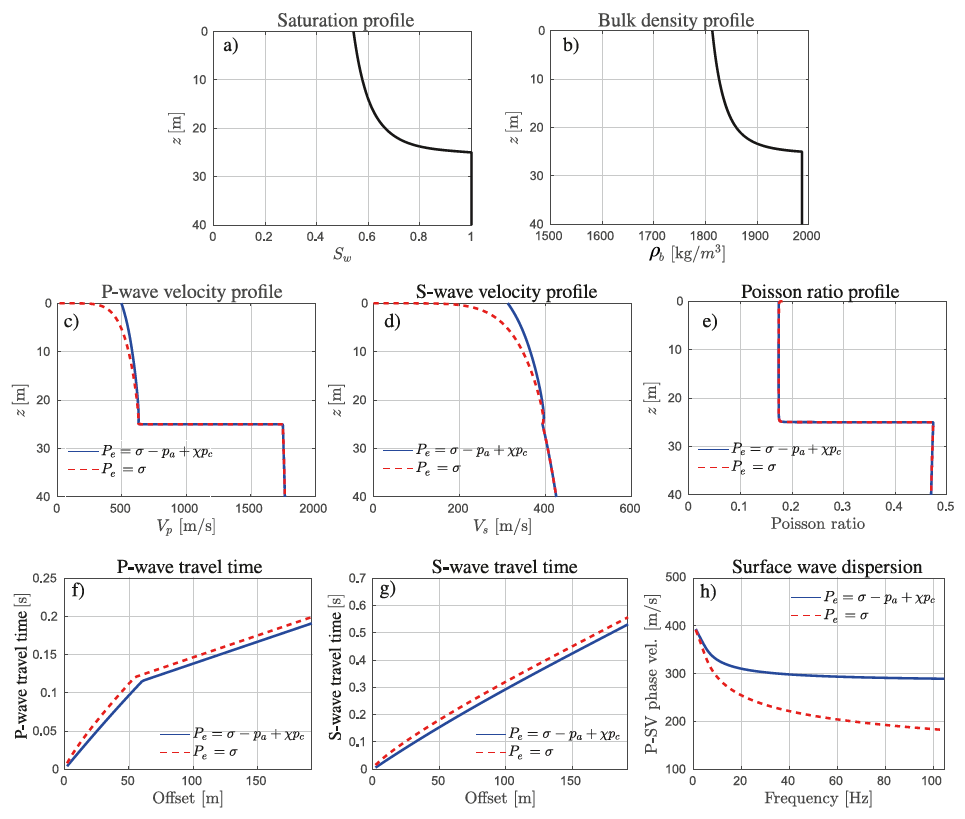 Saturation profile
a)
0
10
20
30
40
z [m]
0 0.2 0.4 0.6 0.8 1
S_w
Bulk density profile
b)
0
10
20
30
40
z [m]
1500 1600 1700 1800 1900 2000
ρ_b [kg/m³]
P-wave velocity profile
c)
0
10
20
30
40
z [m]
P_e = σ − p_a + χp_c
P_e = σ
0 500 1000 1500 2000
V_p [m/s]
S-wave velocity profile
d)
0
10
20
30
40
z [m]
P_e = σ − p_a + χp_c
P_e = σ
0 200 400 600
V_s [m/s]
Poisson ratio profile
e)
0
10
20
30
40
z [m]
P_e = σ − p_a + χp_c
P_e = σ
0 0.1 0.2 0.3 0.4 0.5
Poisson ratio
P-wave travel time
f)
0.25
0.2
0.15
0.1
0.05
0
P-wave travel time [s]
P_e = σ − p_a + χp_c
P_e = σ
0 50 100 150
Offset [m]
S-wave travel time
g)
0.7
0.6
0.5
0.4
0.3
0.2
0.1
0
S-wave travel time [s]
P_e = σ − p_a + χp_c
P_e = σ
0 50 100 150
Offset [m]
Surface wave dispersion
h)
P_e = σ − p_a + χp_c
P_e = σ
500
400
300
200
100
P-SV phase vel. [m/s]
0 20 40 60 80 100
Frequency [Hz]